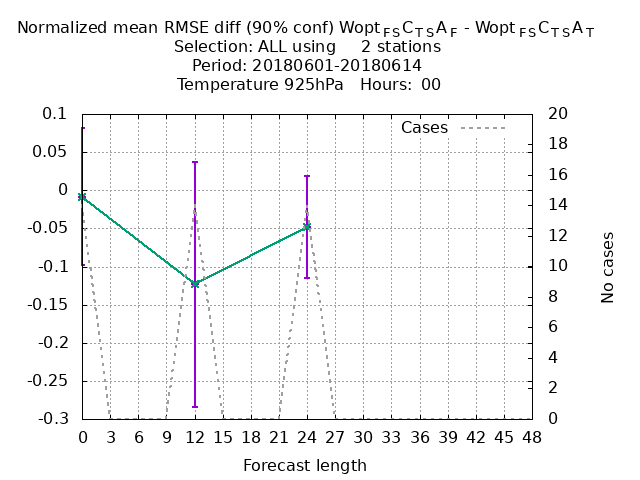 Normalized mean RMSE diff (90% conf) Wopt FS C TS A F - Wopt FS C TS A T
Selection: ALL using 2 stations
Period: 20180601-20180614
Temperature 925hPa Hours: 00
Cases
0.1
0.05
0
-0.05
-0.1
-0.15
-0.2
-0.25
-0.3
20
18
16
14
12
10
8
6
4
2
0
No cases
0 3 6 9 12 15 18 21 24 27 30 33 36 39 42 45 48
Forecast length